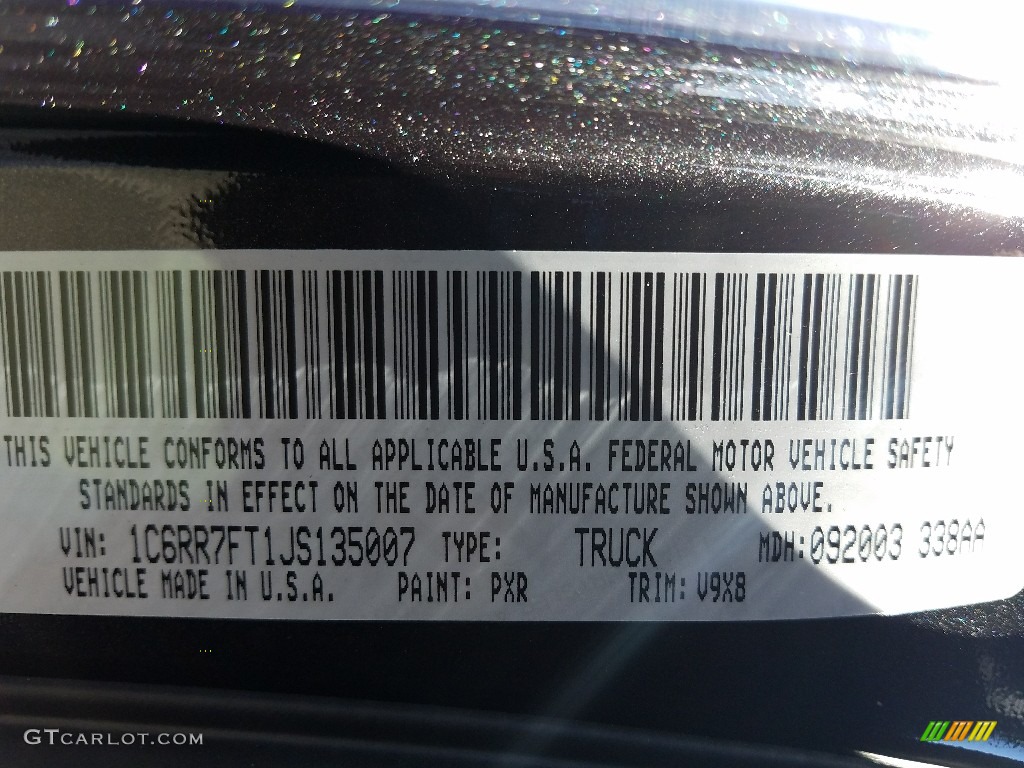 THIS VEHICLE CONFORMS TO ALL APPLICABLE U.S.A. FEDERAL MOTOR VEHICLE SAFETY
STANDARDS IN EFFECT ON THE DATE OF MANUFACTURE SHOWN ABOVE.
VIN: 1C6RR7FT1JS135007 TYPE: TRUCK MDH:092003 338AA
VEHICLE MADE IN U.S.A. PAINT: PXR TRIM: V9X8
GTCARLOT.COM